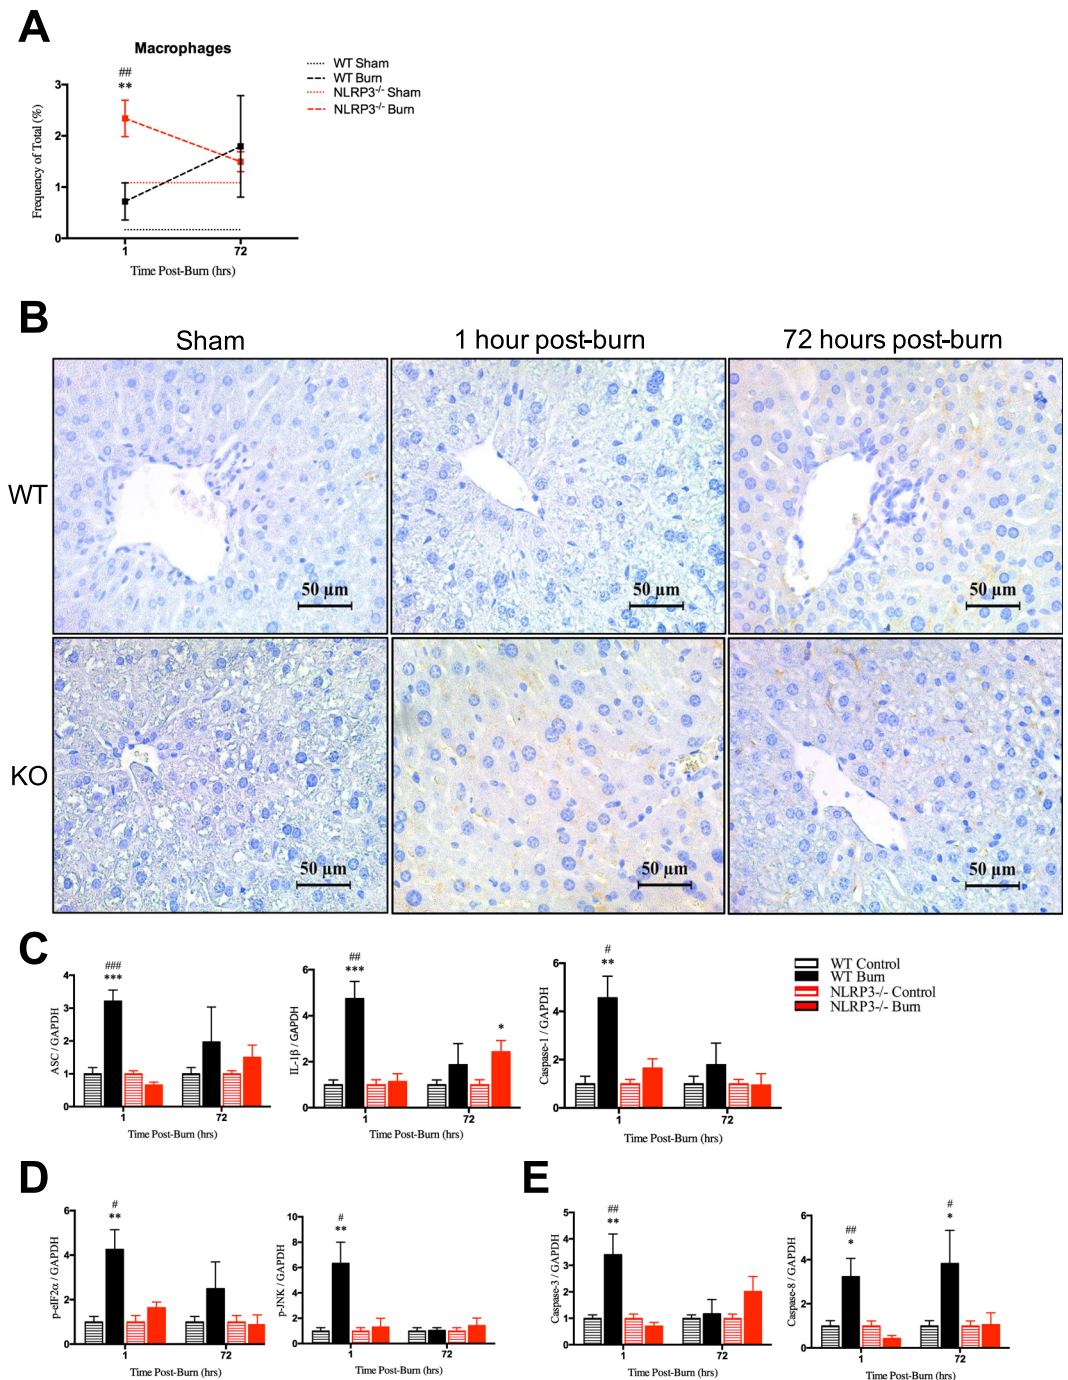 A
Macrophages
WT Sham
WT Burn
NLRP3-/- Sham
NLRP3-/- Burn
##
**
3
2
1
0
Frequency of Total (%)
1
72
Time Post-Burn (hrs)
B
Sham
1 hour post-burn
72 hours post-burn
WT
50 µm
50 µm
50 µm
KO
50 µm
50 µm
50 µm
C
###
***
4
3
2
1
0
ASC / GAPDH
1
72
Time Post-Burn (hrs)
##
***
*
6
4
2
0
IL-1β / GAPDH
1
72
Time Post-Burn (hrs)
#
**
6
4
2
0
Caspase-1 / GAPDH
1
72
Time Post-Burn (hrs)
WT Control
WT Burn
NLRP3-/- Control
NLRP3-/- Burn
D
#
**
6
4
2
0
p-eIF2α / GAPDH
1
72
Time Post-Burn (hrs)
#
**
10
8
6
4
2
0
p-JNK / GAPDH
1
72
Time Post-Burn (hrs)
E
##
**
5
4
3
2
1
0
Caspase-3 / GAPDH
1
72
Time Post-Burn (hrs)
##
*
#
*
6
4
2
0
Caspase-8 / GAPDH
1
72
Time Post-Burn (hrs)